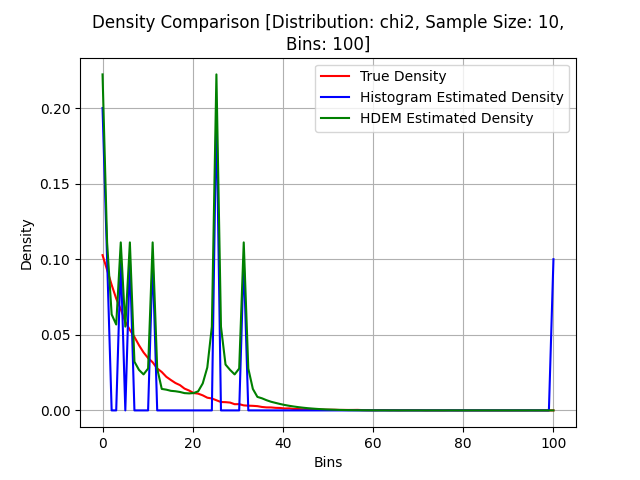 Density Comparison [Distribution: chi2, Sample Size: 10,
Bins: 100]
True Density
Histogram Estimated Density
HDEM Estimated Density
Density
0.20
0.15
0.10
0.05
0.00
0 20 40 60 80 100
Bins